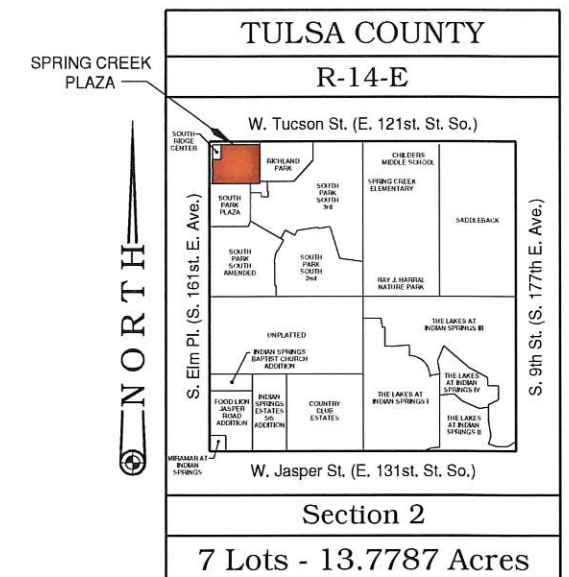 TULSA COUNTY
R-14-E
SPRING CREEK
PLAZA
W. Tucson St. (E. 121st. St. So.)
SOUTH
RIDGE
CENTER
RICHLAND
PARK
CHILDERS
MIDDLE SCHOOL
SPRING CREEK
ELEMENTARY
SOUTH
PARK
SOUTH
3rd
SOUTH
PARK
PLAZA
SADDLEBACK
SOUTH
PARK
SOUTH
AMENDED
SOUTH
PARK
SOUTH
2nd
RAY J. HARRAL
NATURE PARK
S. Elm Pl. (S. 161st. E. Ave.)
S. 9th St. (S. 177th E. Ave.)
NORTH
UNPLATTED
THE LAKES AT
INDIAN SPRINGS III
INDIAN SPRINGS
BAPTIST CHURCH
ADDITION
THE LAKES
AT INDIAN
SPRINGS IV
FOOD LION
JASPER
ROAD
ADDITION
INDIAN
SPRINGS
ESTATES
5th
ADDITION
COUNTRY
CLUB
ESTATES
THE LAKES AT
INDIAN SPRINGS I
THE LAKES
AT INDIAN
SPRINGS II
MIRAMAR AT
INDIAN
SPRINGS
W. Jasper St. (E. 131st. St. So.)
Section 2
7 Lots - 13.7787 Acres